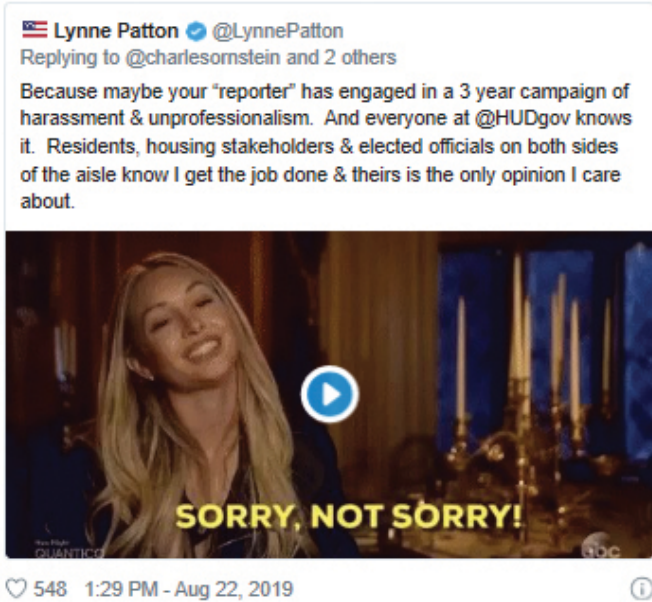 Lynne Patton @LynnePatton
Replying to @charlesornstein and 2 others
Because maybe your “reporter” has engaged in a 3 year campaign of
harassment & unprofessionalism. And everyone at @HUDgov knows
it. Residents, housing stakeholders & elected officials on both sides
of the aisle know I get the job done & theirs is the only opinion I care
about.
SORRY, NOT SORRY!
QUANTICO
abc
548 1:29 PM - Aug 22, 2019